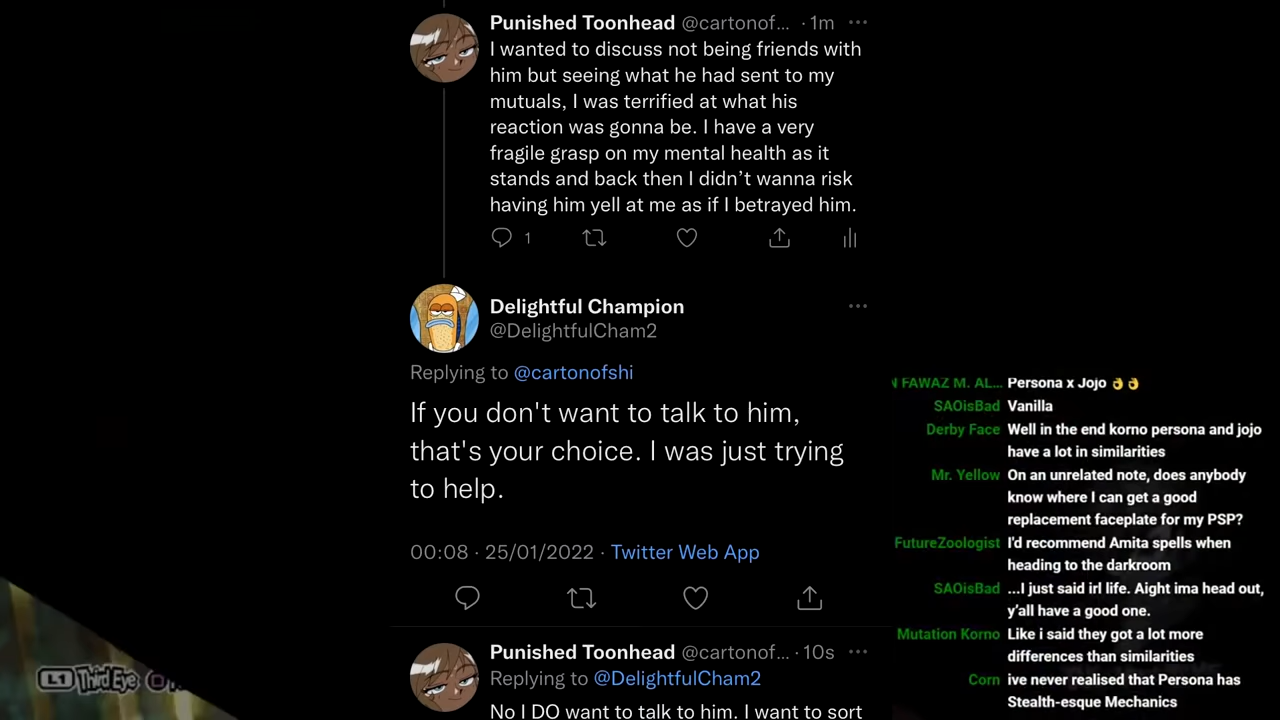 Punished Toonhead @cartonof... · 1m ···
I wanted to discuss not being friends with
him but seeing what he had sent to my
mutuals, I was terrified at what his
reaction was gonna be. I have a very
fragile grasp on my mental health as it
stands and back then I didn’t wanna risk
having him yell at me as if I betrayed him.
1
Delightful Champion ···
@DelightfulCham2
Replying to @cartonofshi
If you don't want to talk to him,
that's your choice. I was just trying
to help.
00:08 · 25/01/2022 · Twitter Web App
Punished Toonhead @cartonof... · 10s ···
Replying to @DelightfulCham2
No I DO want to talk to him. I want to sort
FAWAZ M. AL... Persona x Jojo 👌👌
SAOisBad Vanilla
Derby Face Well in the end korno persona and jojo
have a lot in similarities
Mr. Yellow On an unrelated note, does anybody
know where I can get a good
replacement faceplate for my PSP?
FutureZoologist I'd recommend Amita spells when
heading to the darkroom
SAOisBad ...I just said irl life. Aight ima head out,
y’all have a good one.
Mutation Korno Like i said they got a lot more
differences than similarities
Corn ive never realised that Persona has
Stealth-esque Mechanics
L1 Third Eye